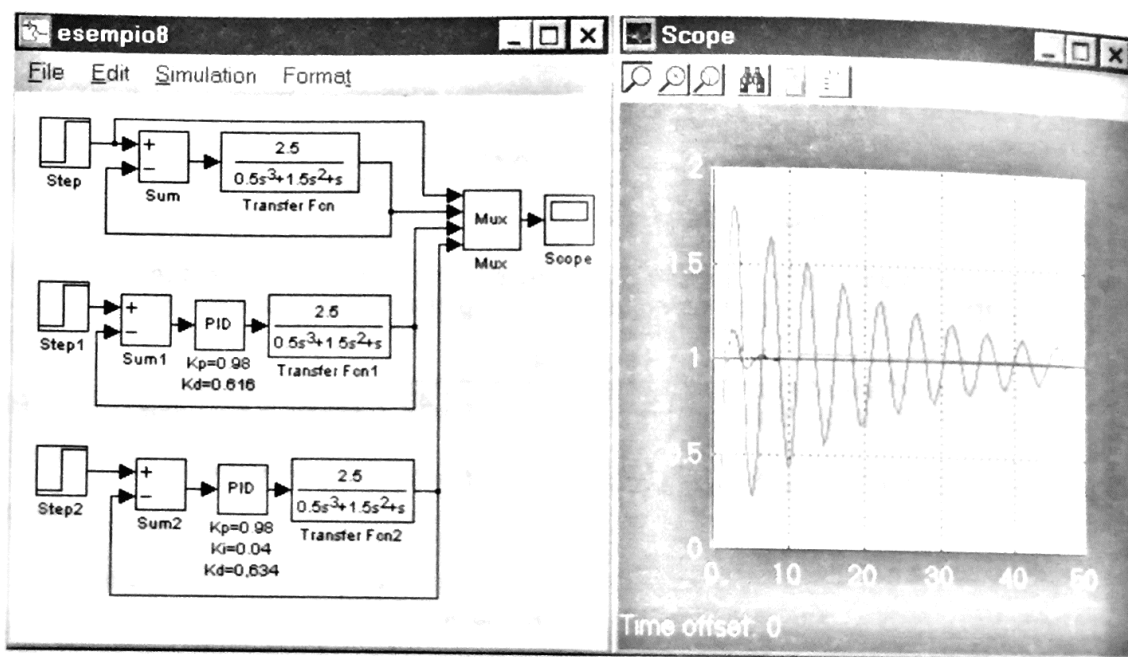 esempio8
File Edit Simulation Format
Step
+
−
Sum
2.5
0.5s³+1.5s²+s
Transfer Fcn
Mux
Mux
Scope
Step1
+
−
Sum1
PID
Kp=0.98
Kd=0.616
2.5
0.5s³+1.5s²+s
Transfer Fcn1
Step2
+
−
Sum2
PID
Kp=0.98
Ki=0.04
Kd=0,634
2.5
0.5s³+1.5s²+s
Transfer Fcn2
Scope
2
1.5
1
0.5
0
0 10 20 30 40 50
Time offset: 0